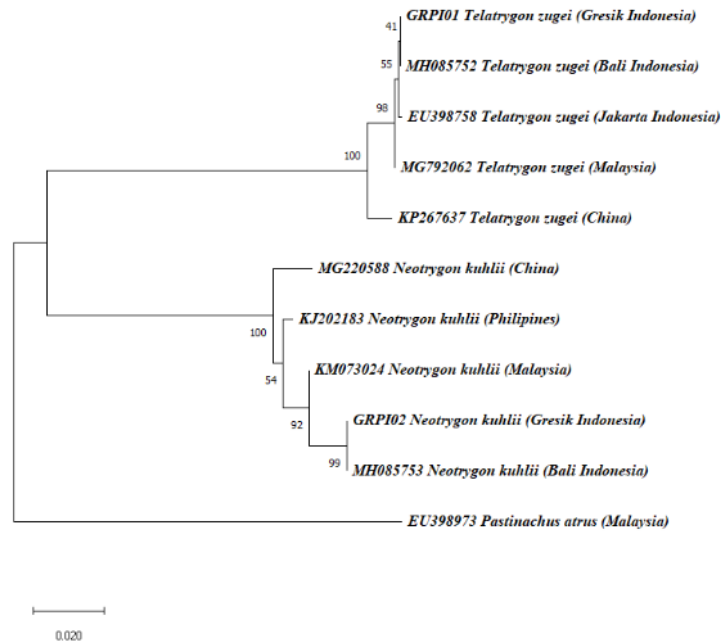 GRPI01 Telatrygon zugei (Gresik Indonesia)
41
55
MH085752 Telatrygon zugei (Bali Indonesia)
98
EU398758 Telatrygon zugei (Jakarta Indonesia)
100
MG792062 Telatrygon zugei (Malaysia)
KP267637 Telatrygon zugei (China)
MG220588 Neotrygon kuhlii (China)
KJ202183 Neotrygon kuhlii (Philipines)
100
KM073024 Neotrygon kuhlii (Malaysia)
54
GRPI02 Neotrygon kuhlii (Gresik Indonesia)
92
99
MH085753 Neotrygon kuhlii (Bali Indonesia)
EU398973 Pastinachus atrus (Malaysia)
0.020